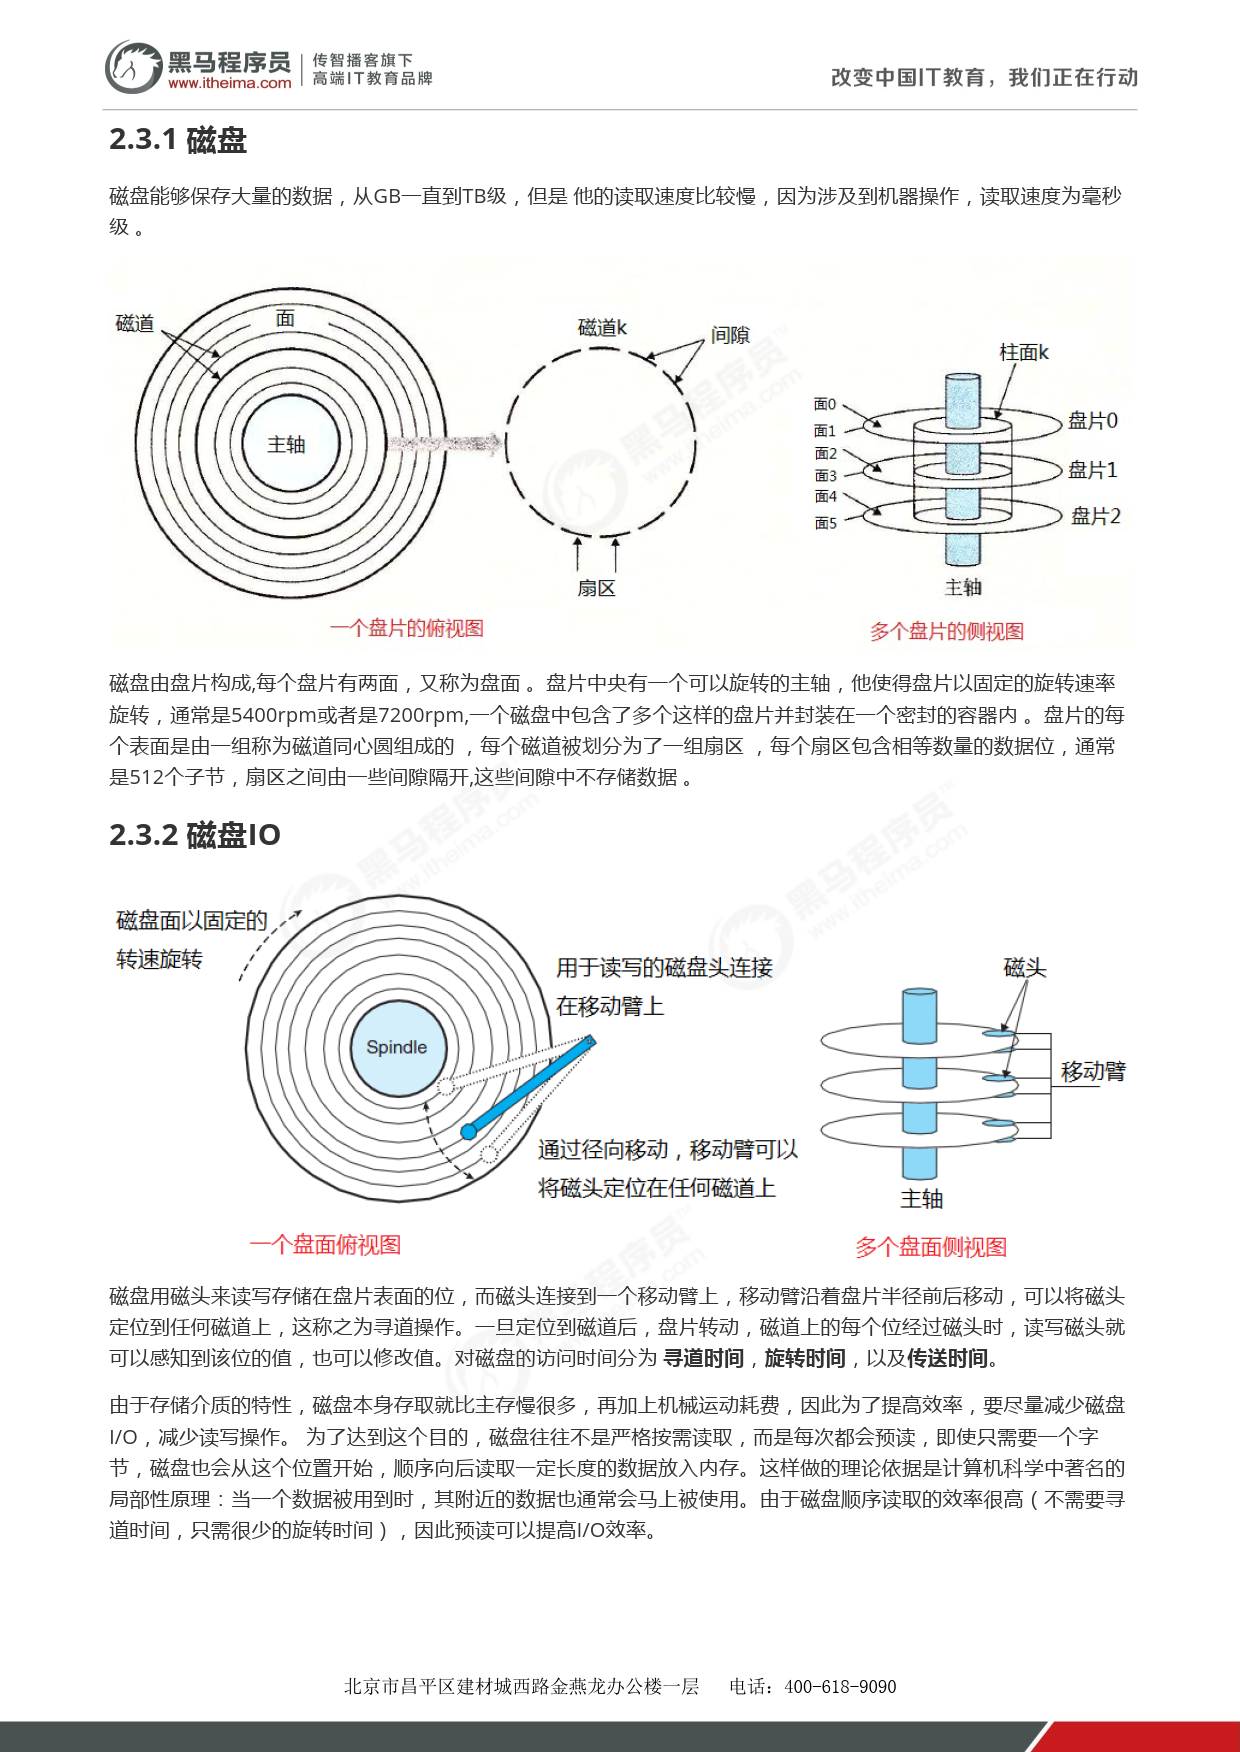 黑马程序员
www.itheima.com
传智播客旗下
高端IT教育品牌
改变中国IT教育，我们正在行动
2.3.1 磁盘
磁盘能够保存大量的数据，从GB一直到TB级，但是 他的读取速度比较慢，因为涉及到机器操作，读取速度为毫秒
级 。
磁道
面
主轴
磁道k
间隙
扇区
一个盘片的俯视图
柱面k
面0
面1
面2
面3
面4
面5
盘片0
盘片1
盘片2
主轴
多个盘片的侧视图
磁盘由盘片构成,每个盘片有两面，又称为盘面 。盘片中央有一个可以旋转的主轴，他使得盘片以固定的旋转速率
旋转，通常是5400rpm或者是7200rpm,一个磁盘中包含了多个这样的盘片并封装在一个密封的容器内 。盘片的每
个表面是由一组称为磁道同心圆组成的 ，每个磁道被划分为了一组扇区 ，每个扇区包含相等数量的数据位，通常
是512个子节，扇区之间由一些间隙隔开,这些间隙中不存储数据 。
2.3.2 磁盘IO
磁盘面以固定的
转速旋转
Spindle
用于读写的磁盘头连接
在移动臂上
通过径向移动，移动臂可以
将磁头定位在任何磁道上
一个盘面俯视图
磁头
移动臂
主轴
多个盘面侧视图
磁盘用磁头来读写存储在盘片表面的位，而磁头连接到一个移动臂上，移动臂沿着盘片半径前后移动，可以将磁头
定位到任何磁道上，这称之为寻道操作。一旦定位到磁道后，盘片转动，磁道上的每个位经过磁头时，读写磁头就
可以感知到该位的值，也可以修改值。对磁盘的访问时间分为 寻道时间，旋转时间，以及传送时间。
由于存储介质的特性，磁盘本身存取就比主存慢很多，再加上机械运动耗费，因此为了提高效率，要尽量减少磁盘
I/O，减少读写操作。 为了达到这个目的，磁盘往往不是严格按需读取，而是每次都会预读，即使只需要一个字
节，磁盘也会从这个位置开始，顺序向后读取一定长度的数据放入内存。这样做的理论依据是计算机科学中著名的
局部性原理：当一个数据被用到时，其附近的数据也通常会马上被使用。由于磁盘顺序读取的效率很高（不需要寻
道时间，只需很少的旋转时间），因此预读可以提高I/O效率。
北京市昌平区建材城西路金燕龙办公楼一层 电话：400-618-9090